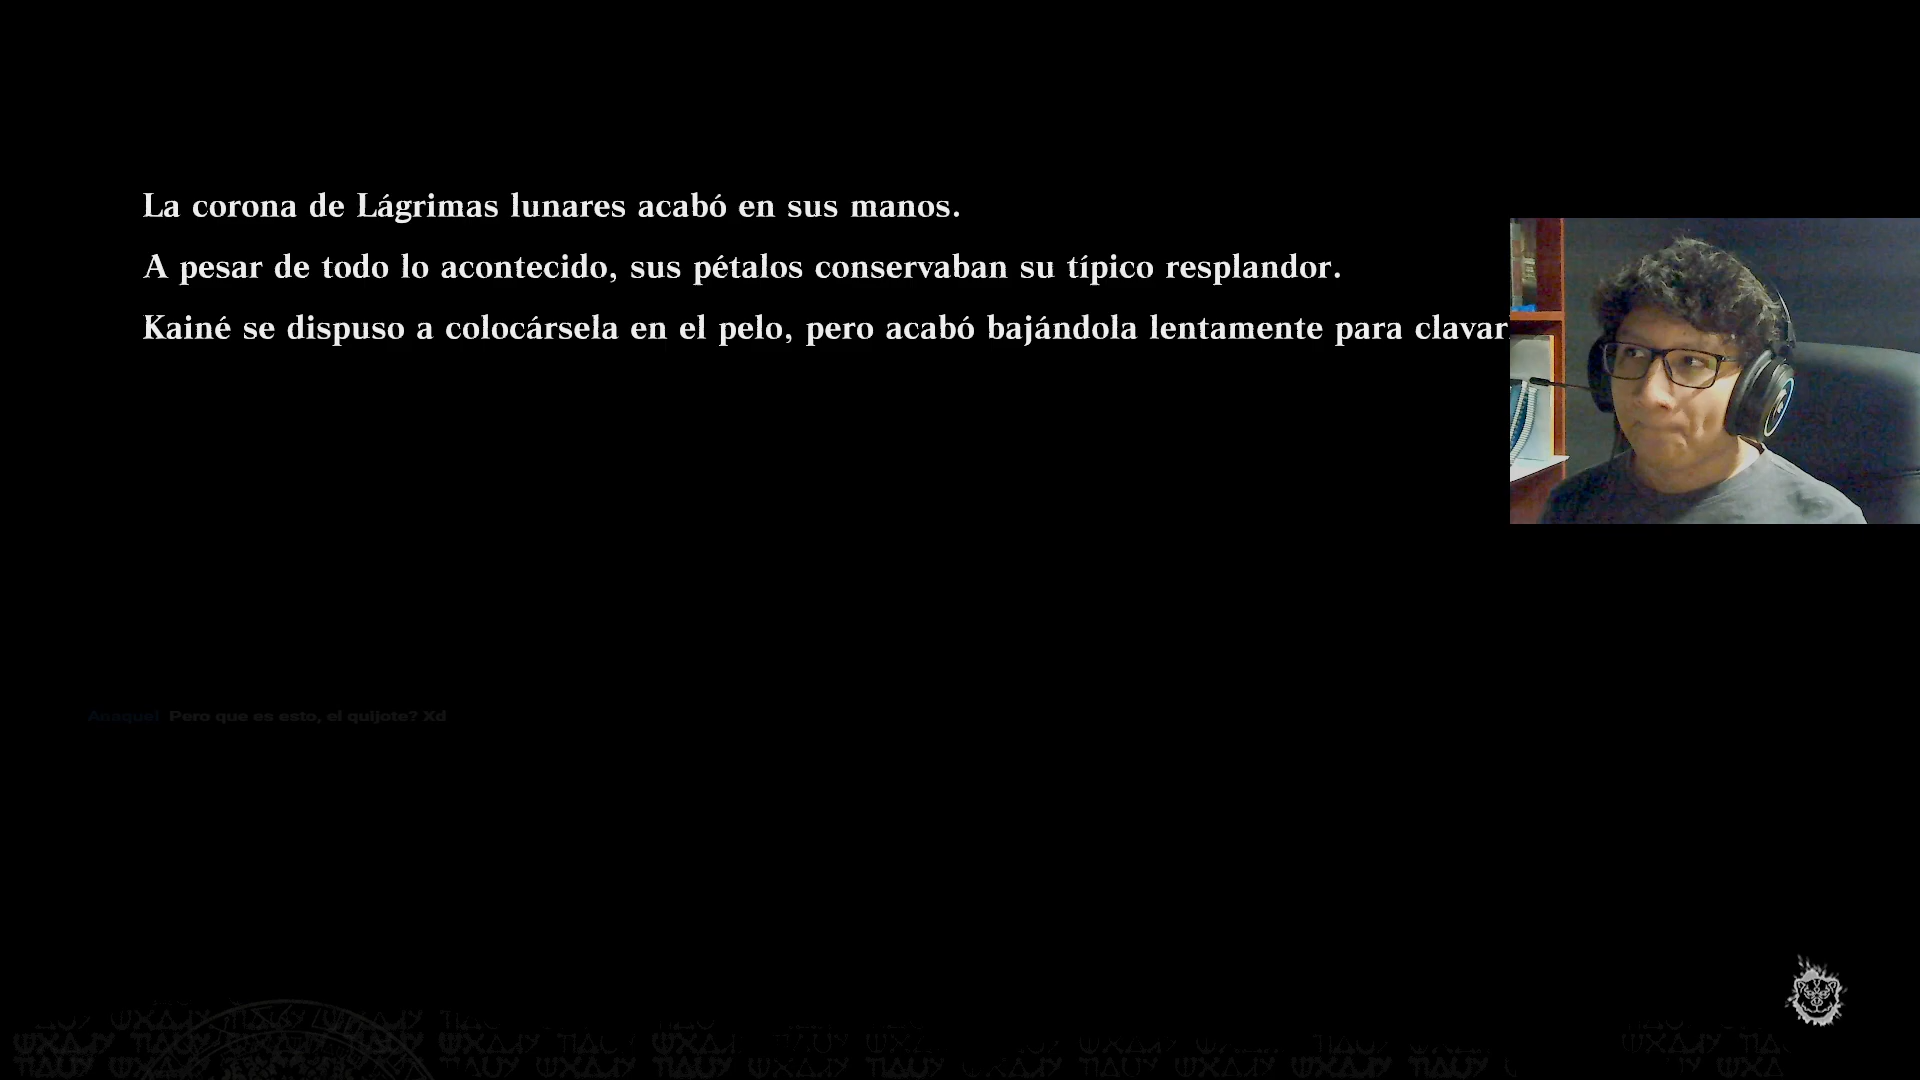 La corona de Lágrimas lunares acabó en sus manos.
A pesar de todo lo acontecido, sus pétalos conservaban su típico resplandor.
Kainé se dispuso a colocársela en el pelo, pero acabó bajándola lentamente para clavar
Anaquel Pero que es esto, el quijote? Xd